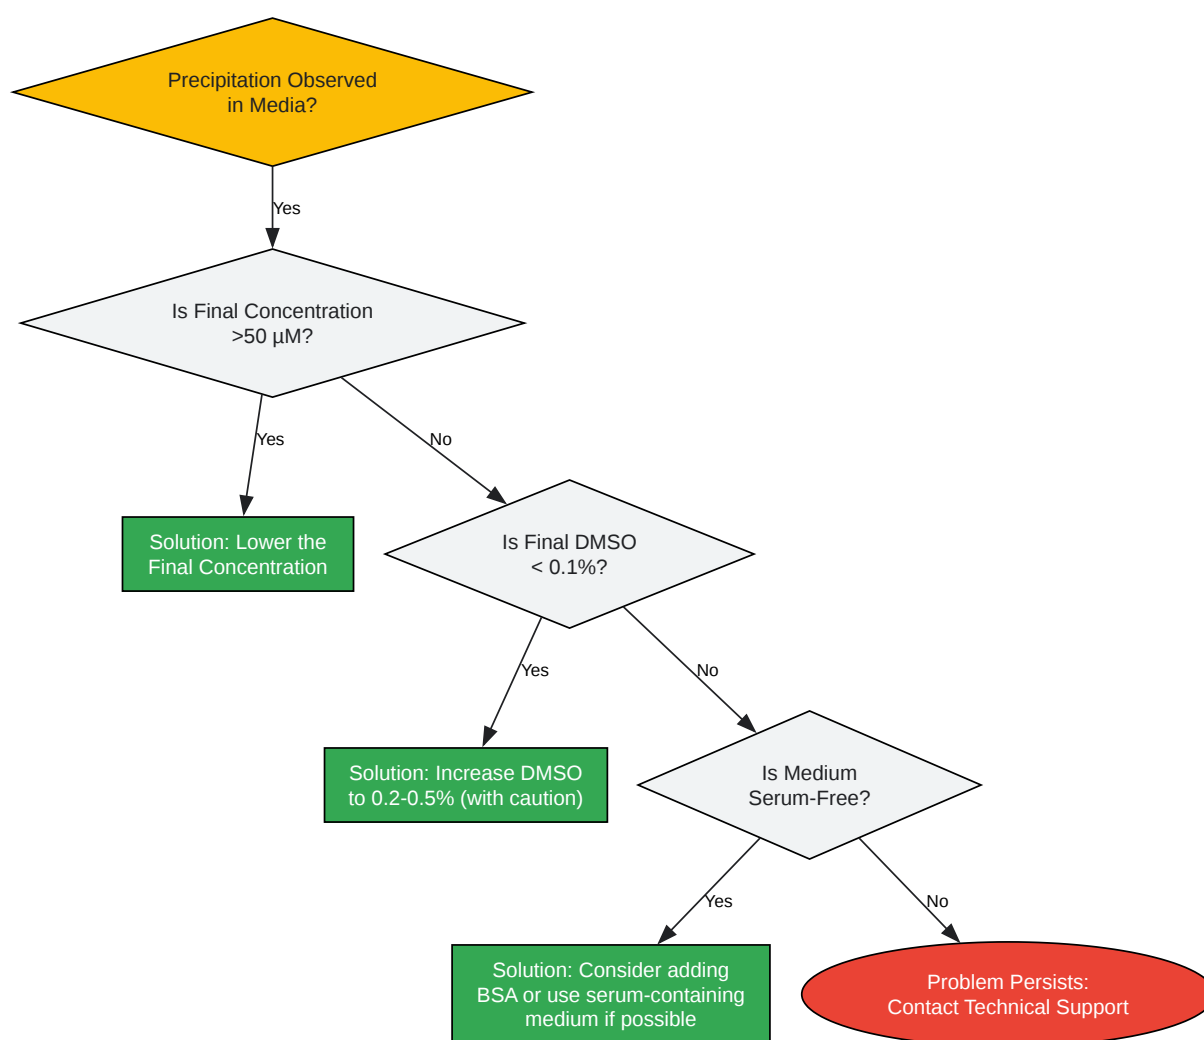 Precipitation Observed
in Media?
Yes
Is Final Concentration
>50 µM?
Yes
No
Solution: Lower the
Final Concentration
Is Final DMSO
< 0.1%?
Yes
No
Solution: Increase DMSO
to 0.2-0.5% (with caution)
Is Medium
Serum-Free?
Yes
No
Solution: Consider adding
BSA or use serum-containing
medium if possible
Problem Persists:
Contact Technical Support